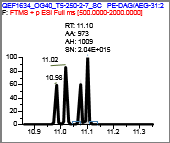 QEF1534_OG40_T5-250-2-7_SC PE-DAG/AEG-31:2
F: FTMS + p ESI Full ms [500.0000-2000.0000]
RT: 11.10
AA: 973
AH: 1009
SN: 2.04E+015
100
80
60
40
20
0
11.02
10.98
10.9 11.0 11.1 11.2 11.3